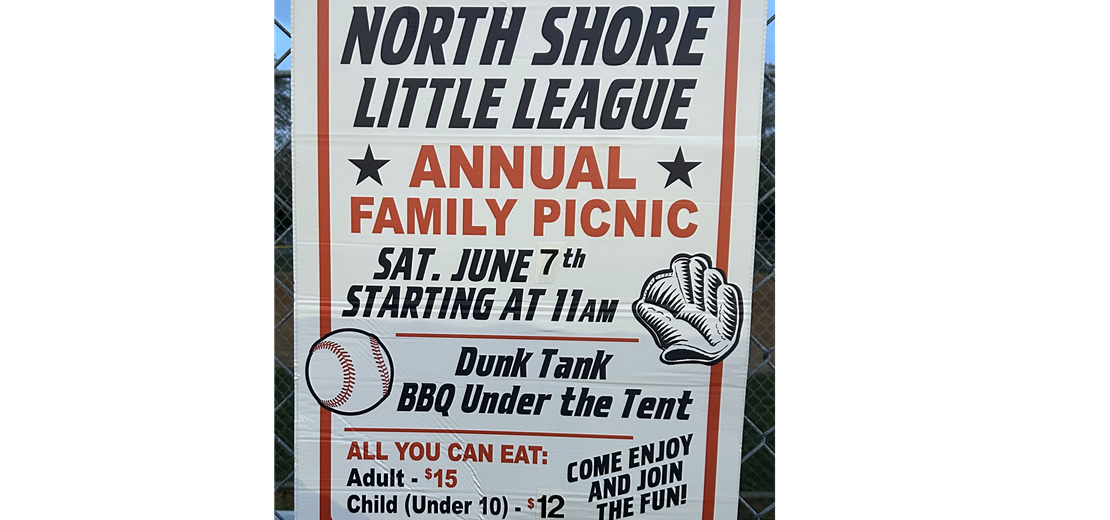 NORTH SHORE
LITTLE LEAGUE
ANNUAL
FAMILY PICNIC
SAT. JUNE 7th
STARTING AT 11AM
Dunk Tank
BBQ Under the Tent
ALL YOU CAN EAT:
Adult - $15
Child (Under 10) - $12
COME ENJOY
AND JOIN
THE FUN!